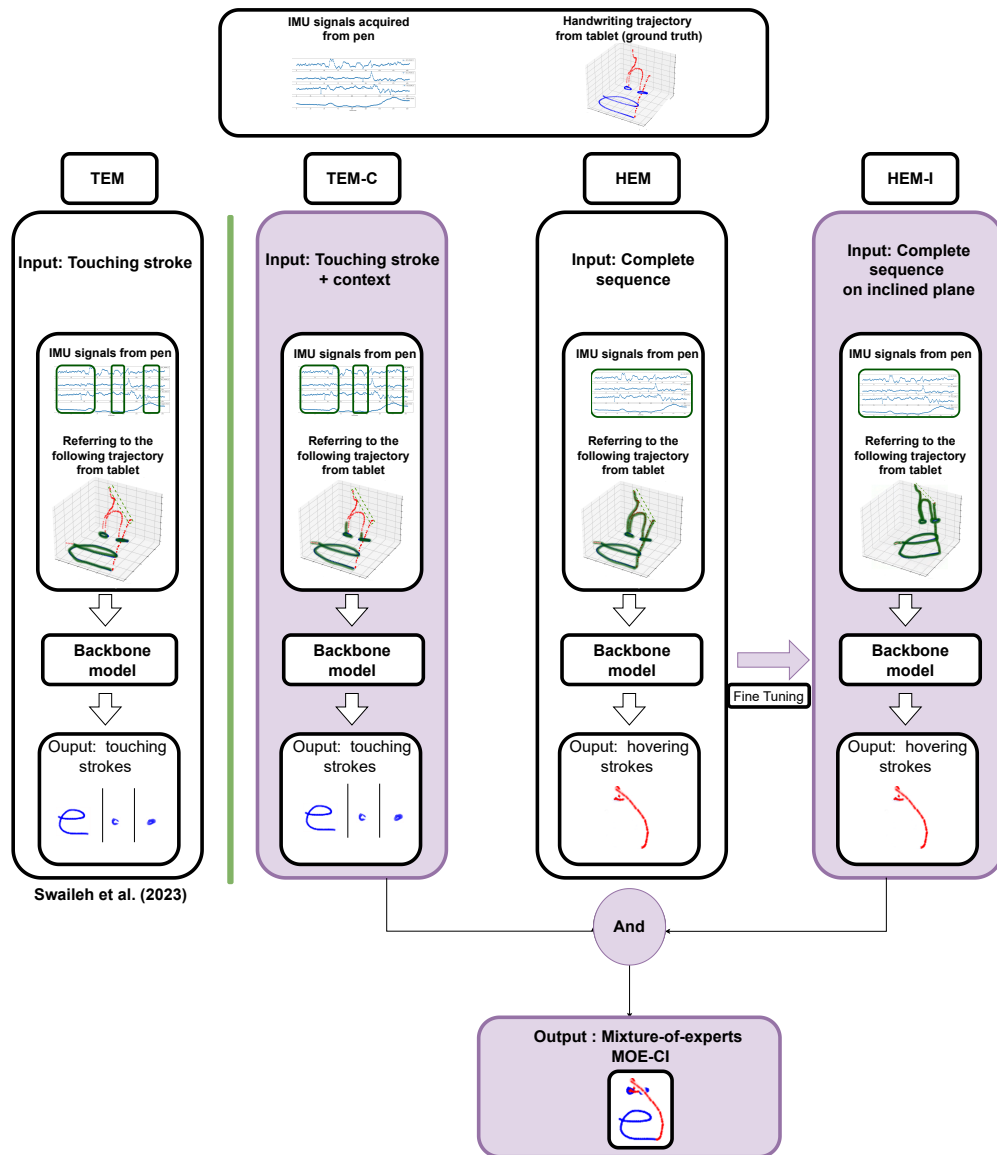 IMU signals acquired
from pen
Handwriting trajectory
from tablet (ground truth)
TEM
TEM-C
HEM
HEM-I
Input: Touching stroke
Input: Touching stroke
+ context
Input: Complete
sequence
Input: Complete
sequence
on inclined plane
IMU signals from pen
IMU signals from pen
IMU signals from pen
IMU signals from pen
Referring to the
following trajectory
from tablet
Referring to the
following trajectory
from tablet
Referring to the
following trajectory
from tablet
Referring to the
following trajectory
from tablet
Backbone
model
Backbone
model
Backbone
model
Backbone
model
Fine Tuning
Ouput: touching
strokes
Ouput: touching
strokes
Ouput: hovering
strokes
Ouput: hovering
strokes
e
e
Swaileh et al. (2023)
And
Output : Mixture-of-experts
MOE-CI
e